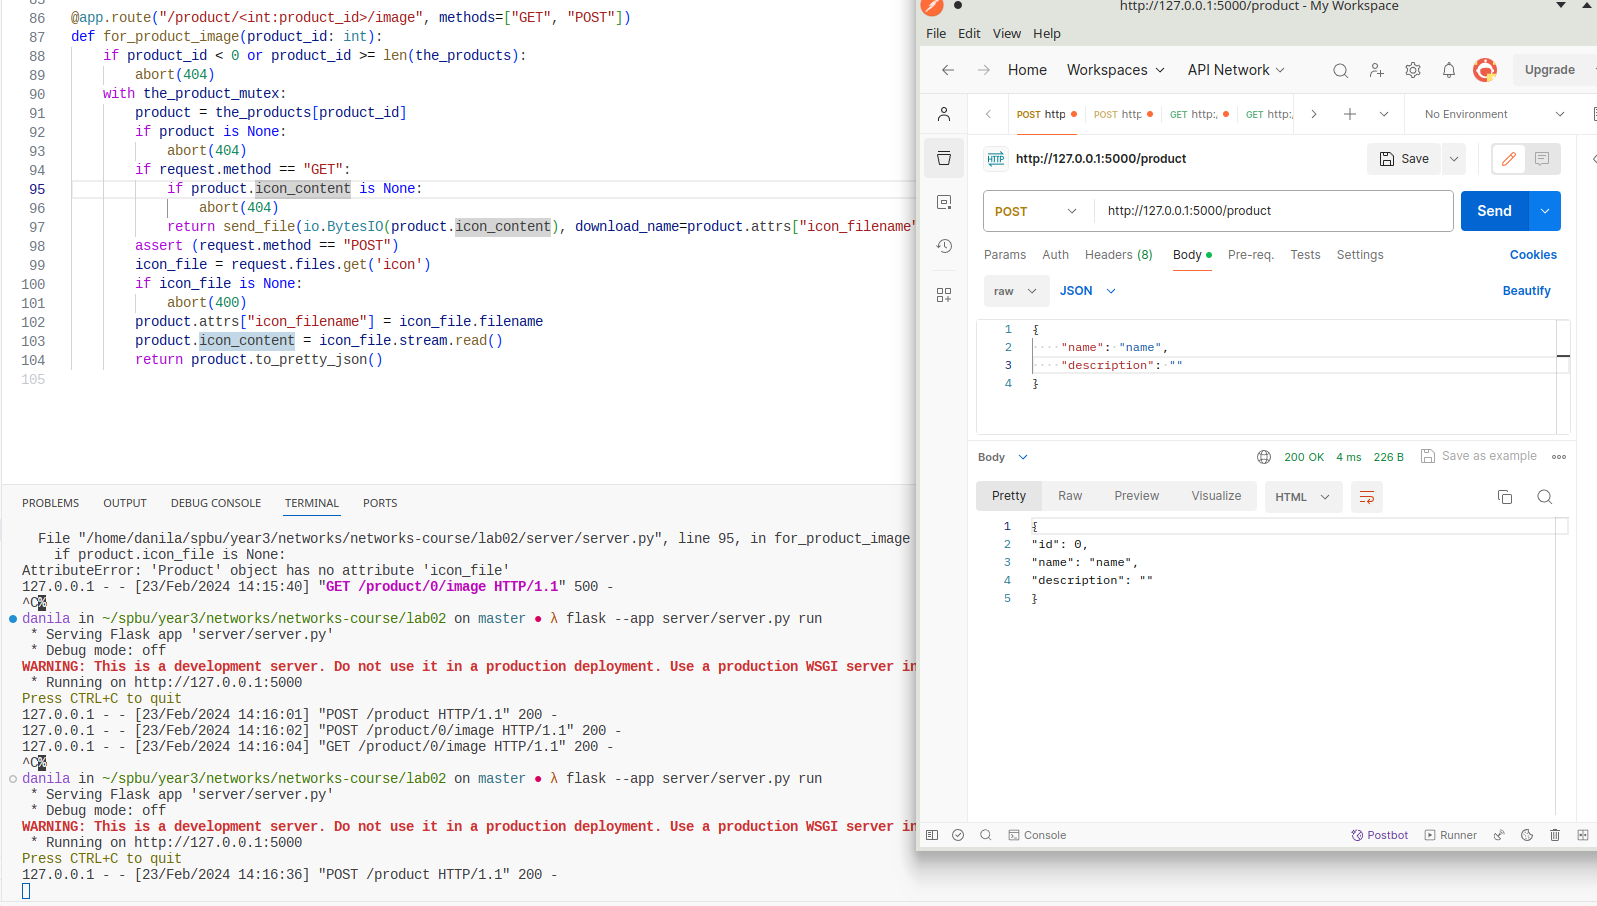 85
86 @app.route("/product/<int:product_id>/image", methods=["GET", "POST"])
87 def for_product_image(product_id: int):
88 if product_id < 0 or product_id >= len(the_products):
89 abort(404)
90 with the_product_mutex:
91 product = the_products[product_id]
92 if product is None:
93 abort(404)
94 if request.method == "GET":
95 if product.icon_content is None:
96 abort(404)
97 return send_file(io.BytesIO(product.icon_content), download_name=product.attrs["icon_filename"
98 assert (request.method == "POST")
99 icon_file = request.files.get('icon')
100 if icon_file is None:
101 abort(400)
102 product.attrs["icon_filename"] = icon_file.filename
103 product.icon_content = icon_file.stream.read()
104 return product.to_pretty_json()
105
PROBLEMS OUTPUT DEBUG CONSOLE TERMINAL PORTS
File "/home/danila/spbu/year3/networks/networks-course/lab02/server/server.py", line 95, in for_product_image
if product.icon_file is None:
AttributeError: 'Product' object has no attribute 'icon_file'
127.0.0.1 - - [23/Feb/2024 14:15:40] "GET /product/0/image HTTP/1.1" 500 -
^C%
danila in ~/spbu/year3/networks/networks-course/lab02 on master ● λ flask --app server/server.py run
* Serving Flask app 'server/server.py'
* Debug mode: off
WARNING: This is a development server. Do not use it in a production deployment. Use a production WSGI server in
* Running on http://127.0.0.1:5000
Press CTRL+C to quit
127.0.0.1 - - [23/Feb/2024 14:16:01] "POST /product HTTP/1.1" 200 -
127.0.0.1 - - [23/Feb/2024 14:16:02] "POST /product/0/image HTTP/1.1" 200 -
127.0.0.1 - - [23/Feb/2024 14:16:04] "GET /product/0/image HTTP/1.1" 200 -
^C%
danila in ~/spbu/year3/networks/networks-course/lab02 on master ● λ flask --app server/server.py run
* Serving Flask app 'server/server.py'
* Debug mode: off
WARNING: This is a development server. Do not use it in a production deployment. Use a production WSGI server in
* Running on http://127.0.0.1:5000
Press CTRL+C to quit
127.0.0.1 - - [23/Feb/2024 14:16:36] "POST /product HTTP/1.1" 200 -
http://127.0.0.1:5000/product - My Workspace
File Edit View Help
Home Workspaces API Network Upgrade
POST http POST http GET http:, GET http:, No Environment
HTTP http://127.0.0.1:5000/product Save
POST http://127.0.0.1:5000/product Send
Params Auth Headers (8) Body Pre-req. Tests Settings Cookies
raw JSON Beautify
1 {
2 "name": "name",
3 "description": ""
4 }
Body 200 OK 4 ms 226 B Save as example
Pretty Raw Preview Visualize HTML
1 {
2 "id": 0,
3 "name": "name",
4 "description": ""
5 }
Console Postbot Runner